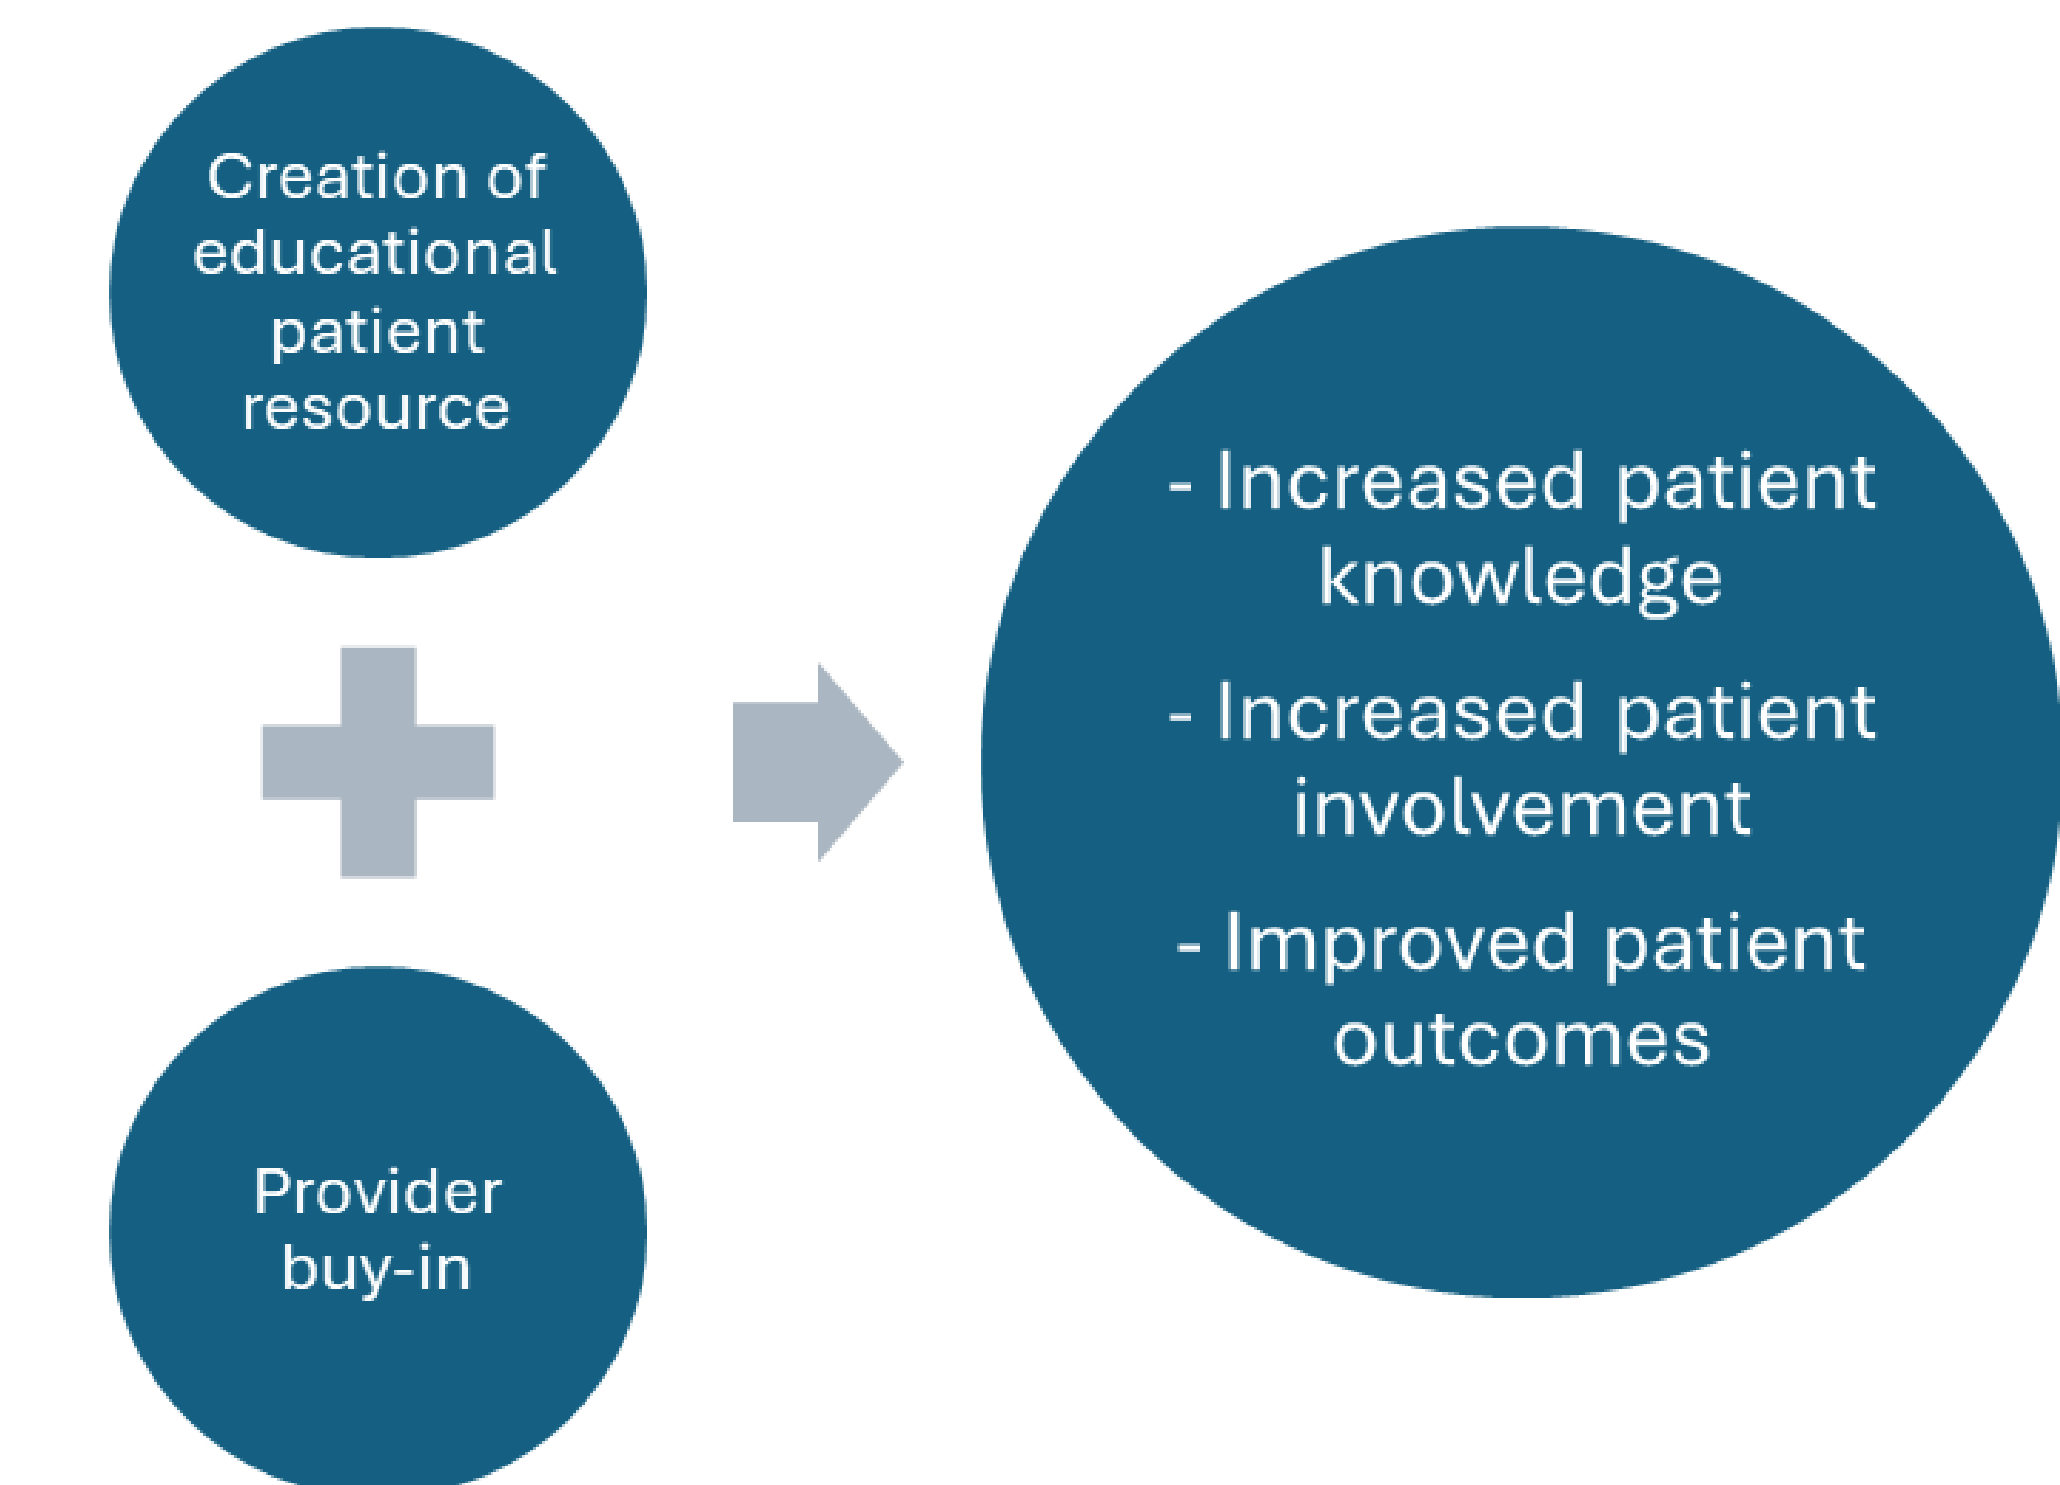 Creation of
educational
patient
resource
Provider
buy-in
- Increased patient
knowledge
- Increased patient
involvement
- Improved patient
outcomes